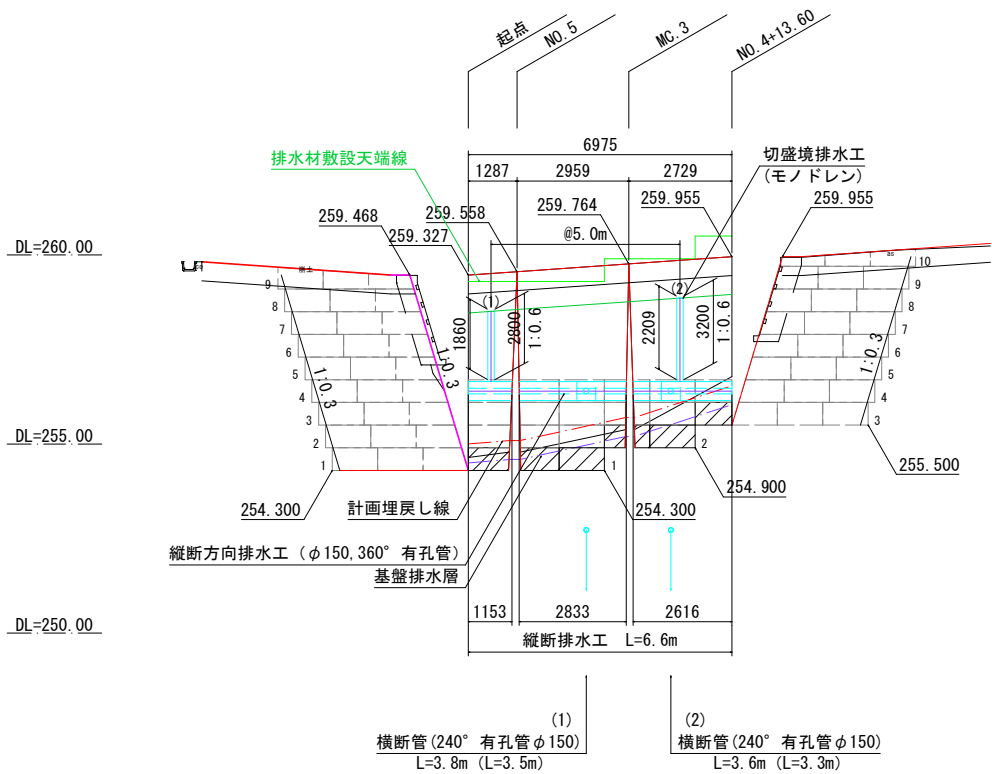 起点
NO.5
MC.3
NO.4+13.60
6975
1287
2959
2729
排水材敷設天端線
切盛境排水工
(モノドレン)
259.468
259.558
259.764
259.955
259.955
259.327
@5.0m
DL=260.00
(1)
(2)
1860
2800
1:0.6
2209
3200
1:0.6
1:0.3
1:0.3
1:0.3
9
8
7
6
5
4
3
2
1
10
9
8
7
6
5
4
3
1
2
DL=255.00
254.300
計画埋戻し線
254.300
254.900
255.500
縦断方向排水工(φ150,360°有孔管)
基盤排水層
1153
2833
2616
縦断排水工 L=6.6m
DL=250.00
(1)
横断管(240°有孔管φ150)
L=3.8m (L=3.5m)
(2)
横断管(240°有孔管φ150)
L=3.6m (L=3.3m)